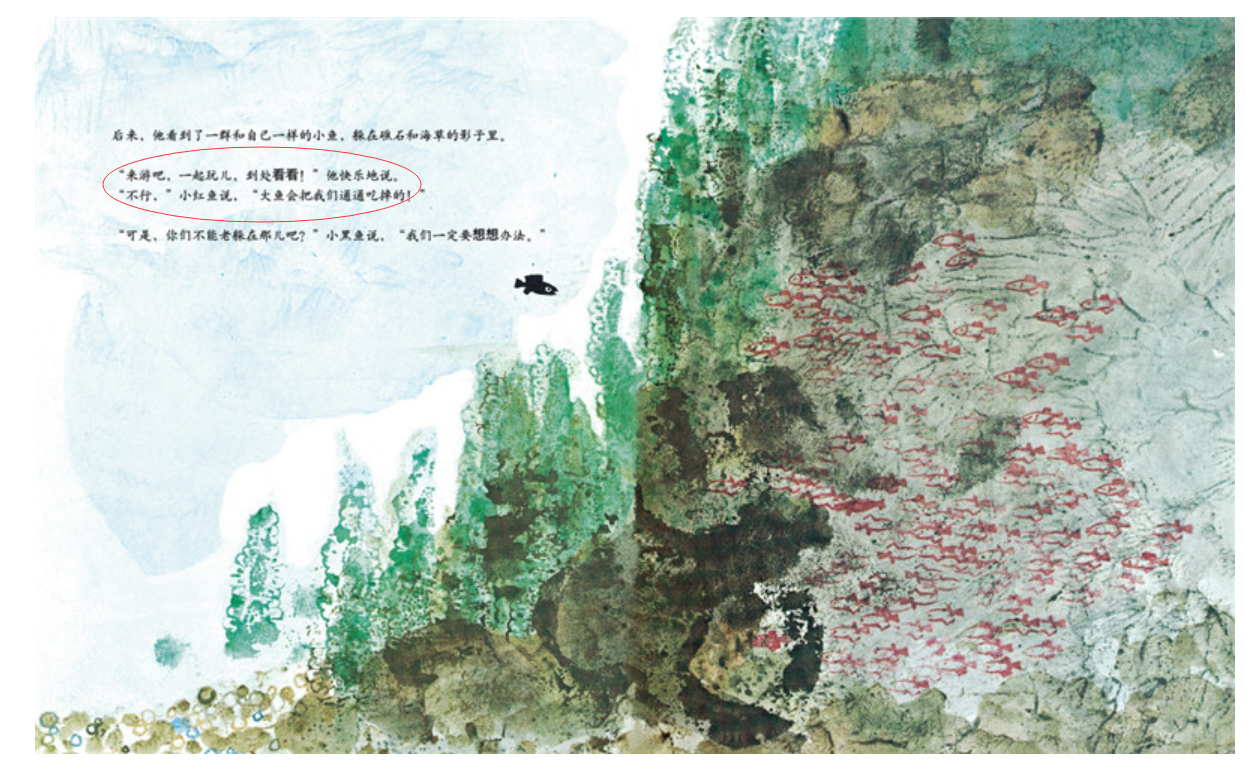 后来，他看到了一群和自己一样的小鱼，躲在礁石和海草的影子里。
“来游吧，一起玩儿，到处看看！”他快乐地说。
“不行，”小红鱼说，“大鱼会把我们通通吃掉的！”
“可是，你们不能老躲在那儿吧？”小黑鱼说，“我们一定要想想办法。”